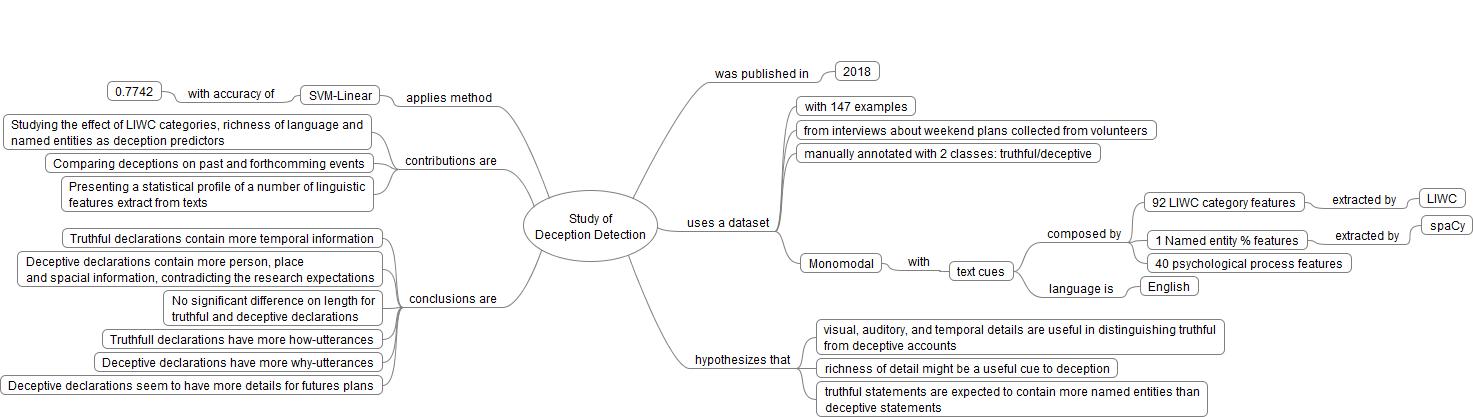 Study of
Deception Detection
was published in
2018
uses a dataset
with 147 examples
from interviews about weekend plans collected from volunteers
manually annotated with 2 classes: truthful/deceptive
Monomodal
with
text cues
composed by
92 LIWC category features
extracted by
LIWC
1 Named entity % features
extracted by
spaCy
40 psychological process features
language is
English
hypothesizes that
visual, auditory, and temporal details are useful in distinguishing truthful
from deceptive accounts
richness of detail might be a useful cue to deception
truthful statements are expected to contain more named entities than
deceptive statements
applies method
SVM-Linear
with accuracy of
0.7742
contributions are
Studying the effect of LIWC categories, richness of language and
named entities as deception predictors
Comparing deceptions on past and forthcomming events
Presenting a statistical profile of a number of linguistic
features extract from texts
conclusions are
Truthful declarations contain more temporal information
Deceptive declarations contain more person, place
and spacial information, contradicting the research expectations
No significant difference on length for
truthful and deceptive declarations
Truthfull declarations have more how-utterances
Deceptive declarations have more why-utterances
Deceptive declarations seem to have more details for futures plans